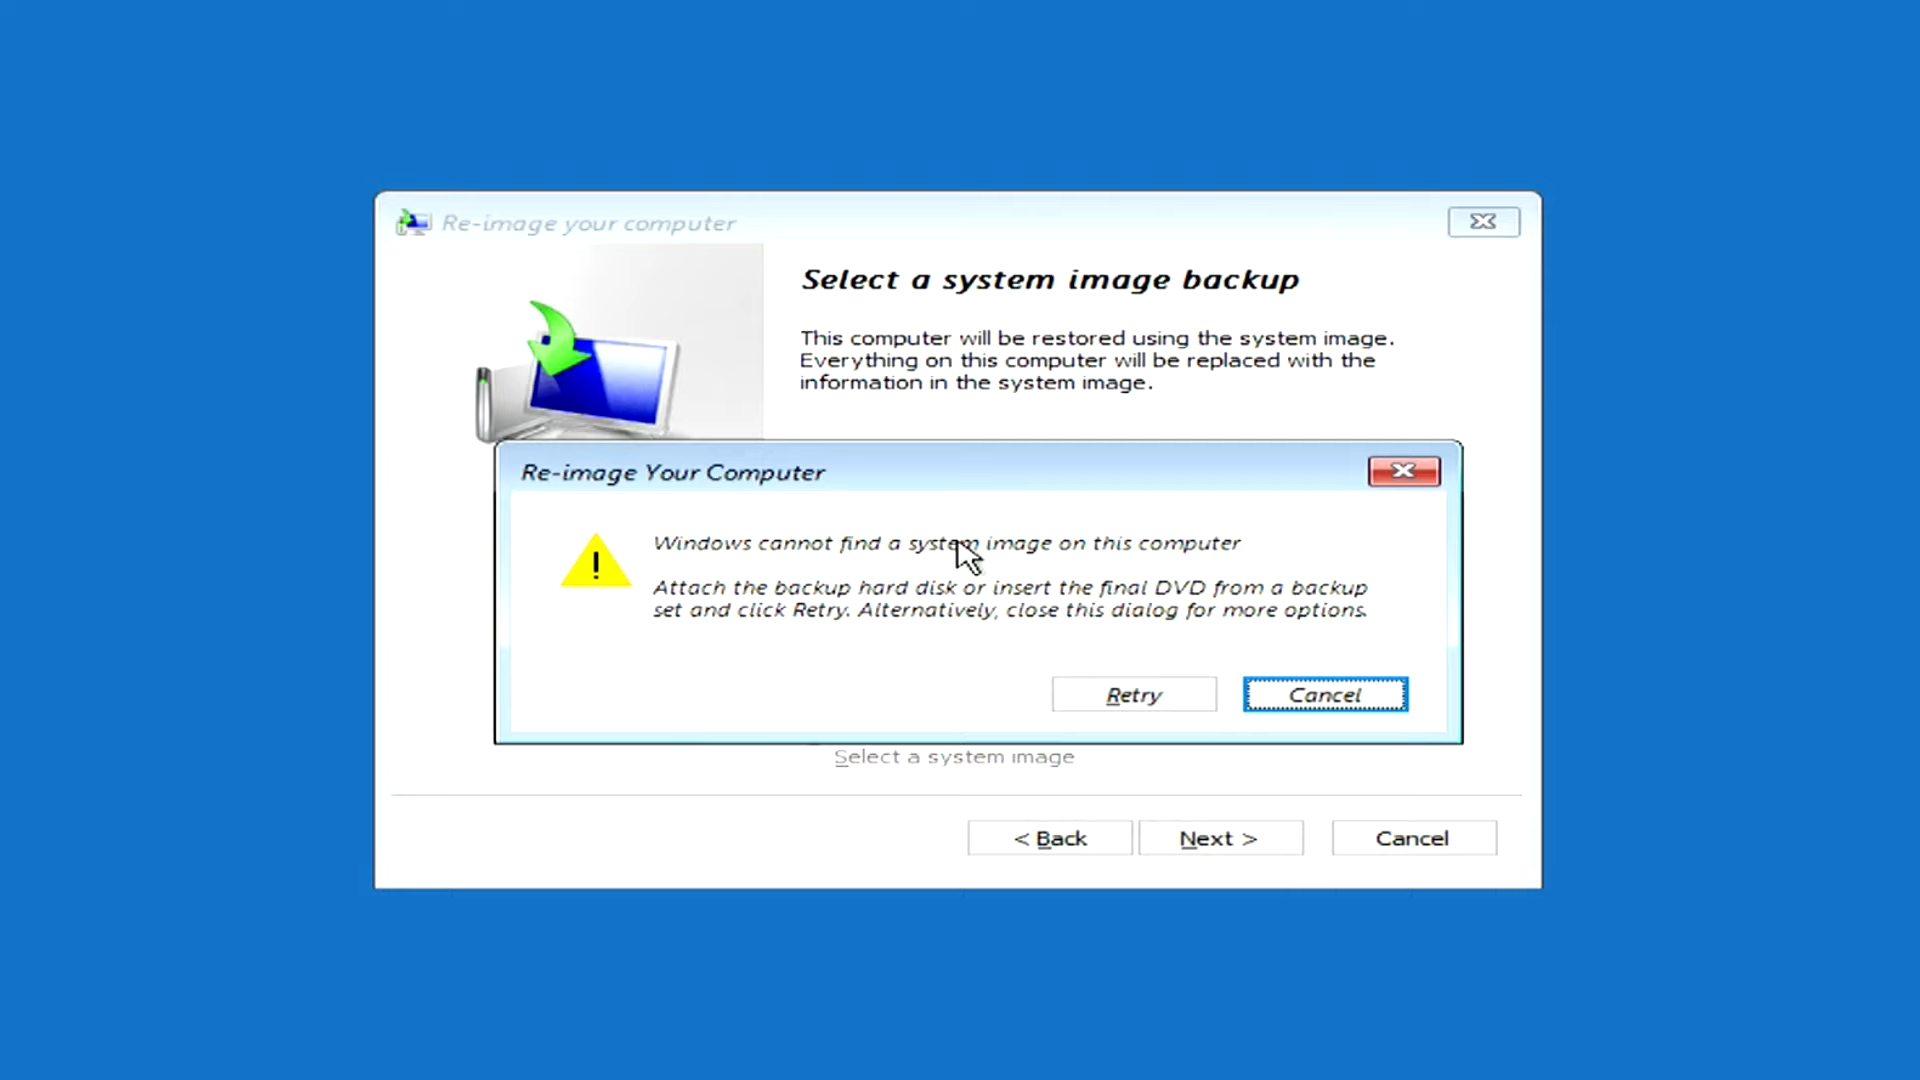 Re-image your computer
Select a system image backup
This computer will be restored using the system image.
Everything on this computer will be replaced with the
information in the system image.
Re-image Your Computer
Windows cannot find a system image on this computer
Attach the backup hard disk or insert the final DVD from a backup
set and click Retry. Alternatively, close this dialog for more options.
Retry
Cancel
Select a system image
< Back
Next >
Cancel